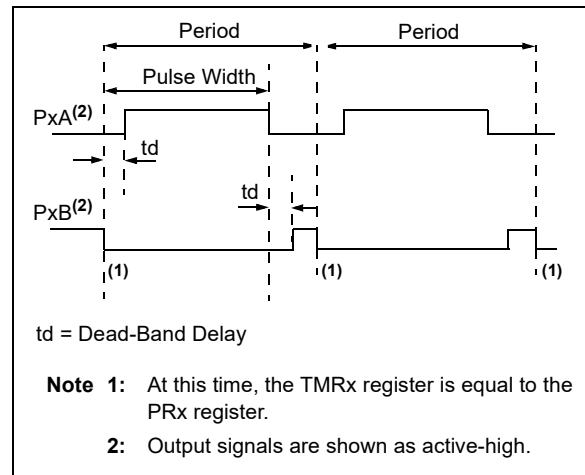 Period Period
Pulse Width
PxA(2)
td
td
PxB(2)
(1) (1) (1)
td = Dead-Band Delay
Note 1: At this time, the TMRx register is equal to the
PRx register.
2: Output signals are shown as active-high.